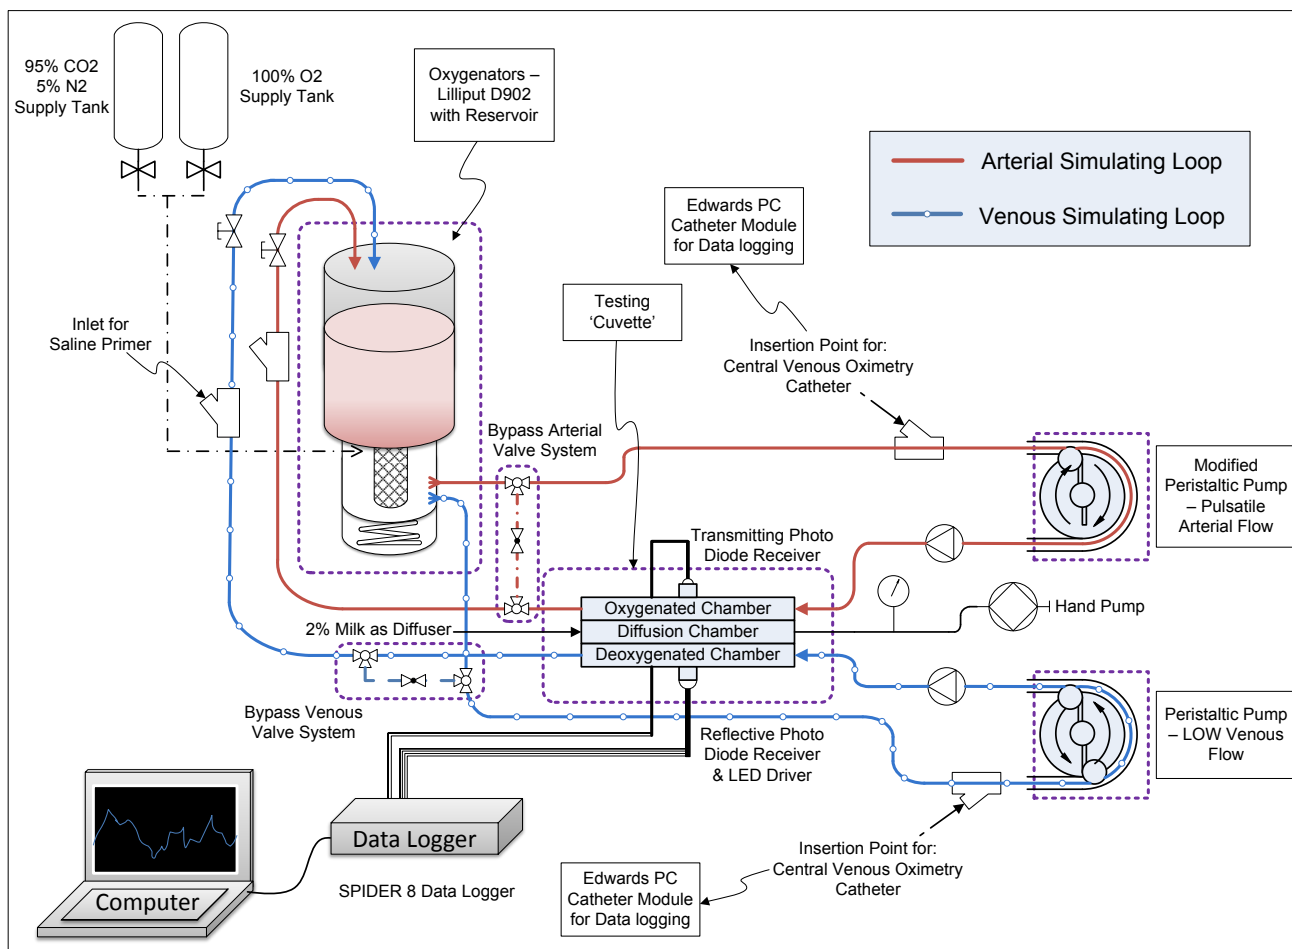 95% CO2
5% N2
Supply Tank
100% O2
Supply Tank
Oxygenators –
Lilliput D902
with Reservoir
Arterial Simulating Loop
Venous Simulating Loop
Edwards PC
Catheter Module
for Data logging
Testing
‘Cuvette’
Inlet for
Saline Primer
Insertion Point for:
Central Venous Oximetry
Catheter
Bypass Arterial
Valve System
Modified
Peristaltic Pump
– Pulsatile
Arterial Flow
Transmitting Photo
Diode Receiver
Oxygenated Chamber
Diffusion Chamber
Deoxygenated Chamber
Hand Pump
2% Milk as Diffuser
Bypass Venous
Valve System
Reflective Photo
Diode Receiver
& LED Driver
Peristaltic Pump
– LOW Venous
Flow
Data Logger
SPIDER 8 Data Logger
Computer
Insertion Point for:
Central Venous Oximetry
Catheter
Edwards PC
Catheter Module
for Data logging